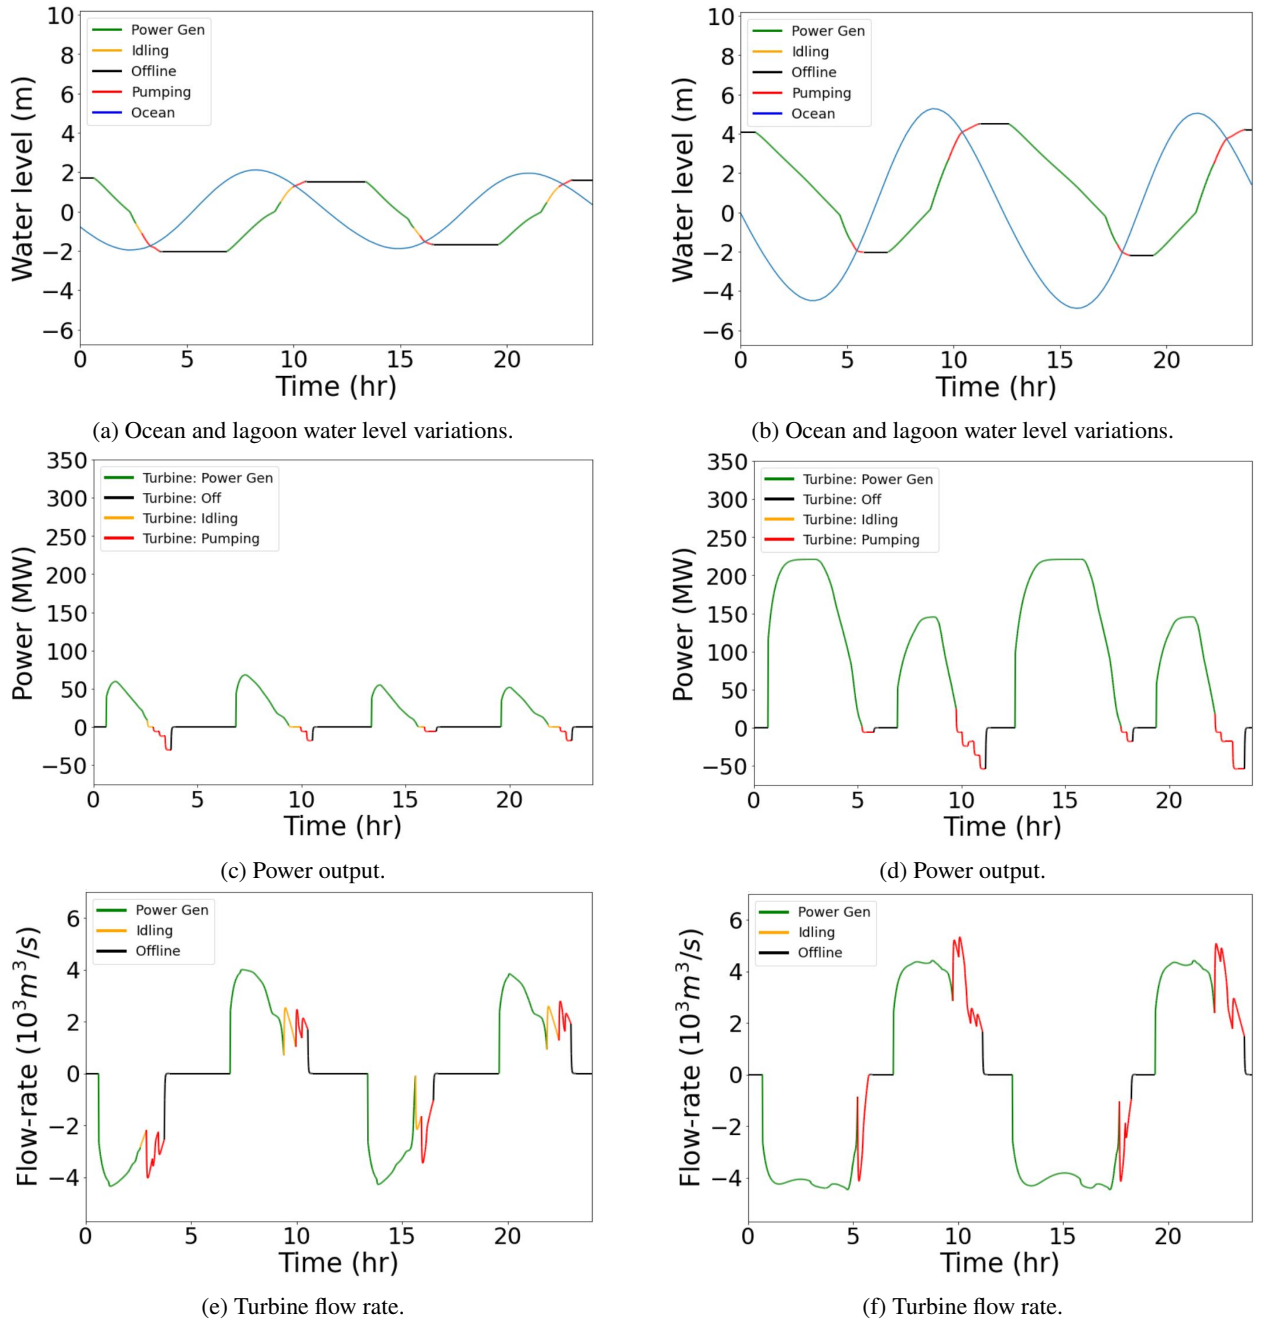 10
8
6
4
2
0
−2
−4
−6
Water level (m)
Power Gen
Idling
Offline
Pumping
Ocean
0 5 10 15 20
Time (hr)
(a) Ocean and lagoon water level variations.
10
8
6
4
2
0
−2
−4
−6
Water level (m)
Power Gen
Idling
Offline
Pumping
Ocean
0 5 10 15 20
Time (hr)
(b) Ocean and lagoon water level variations.
350
300
250
200
150
100
50
0
−50
Power (MW)
Turbine: Power Gen
Turbine: Off
Turbine: Idling
Turbine: Pumping
0 5 10 15 20
Time (hr)
(c) Power output.
350
300
250
200
150
100
50
0
−50
Power (MW)
Turbine: Power Gen
Turbine: Off
Turbine: Idling
Turbine: Pumping
0 5 10 15 20
Time (hr)
(d) Power output.
6
4
2
0
−2
−4
Flow-rate (10³m³/s)
Power Gen
Idling
Offline
0 5 10 15 20
Time (hr)
(e) Turbine flow rate.
6
4
2
0
−2
−4
Flow-rate (10³m³/s)
Power Gen
Idling
Offline
0 5 10 15 20
Time (hr)
(f) Turbine flow rate.